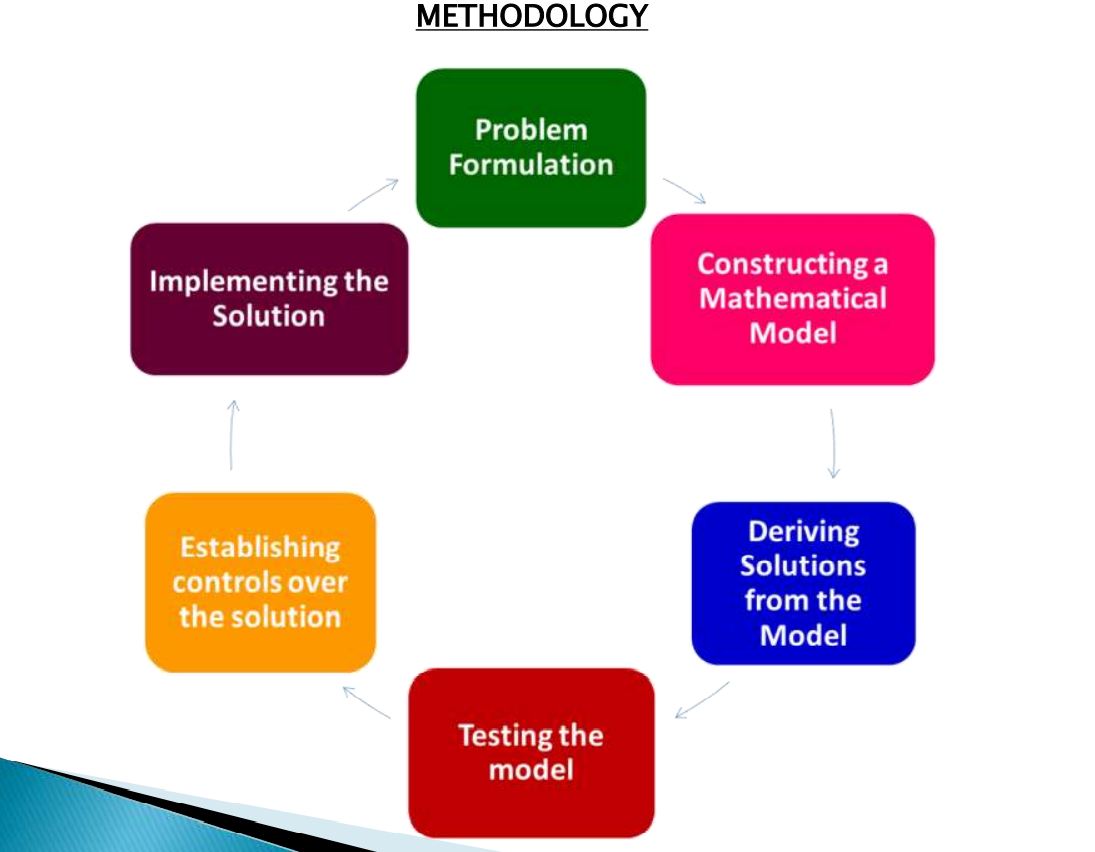 METHODOLOGY
Problem
Formulation
Constructing a
Mathematical
Model
Deriving
Solutions
from the
Model
Testing the
model
Establishing
controls over
the solution
Implementing the
Solution